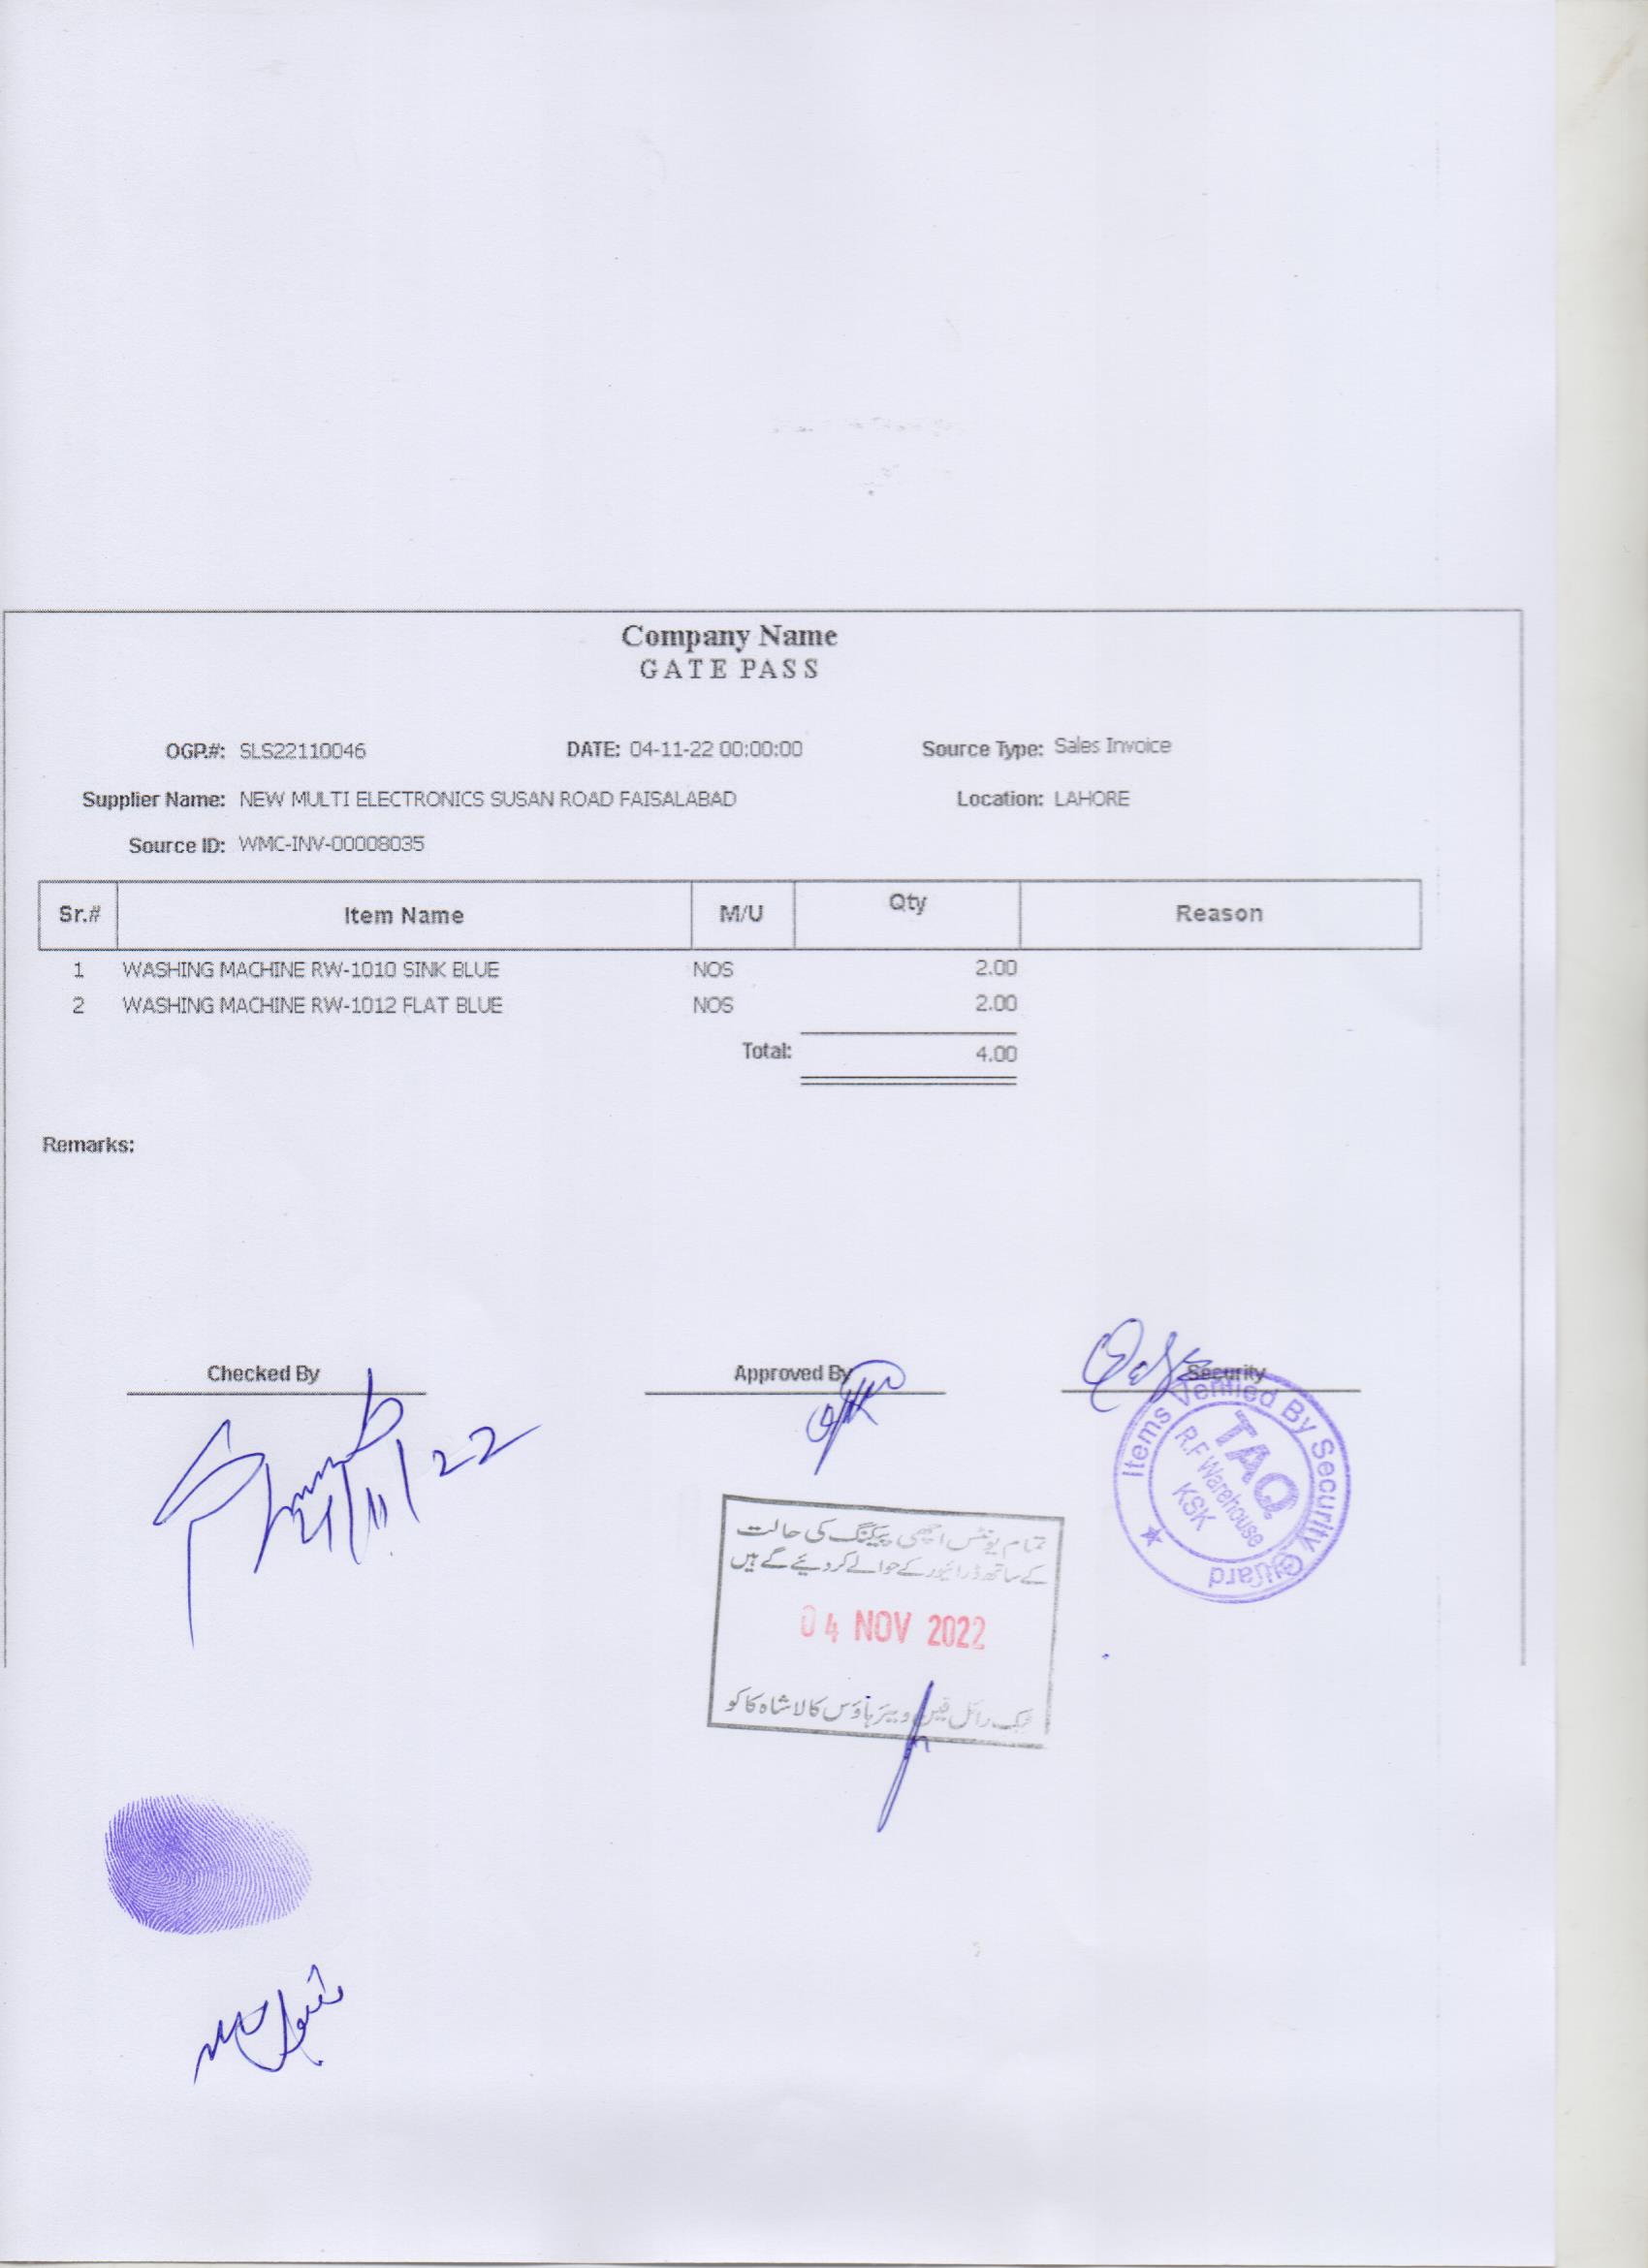 Company Name
GATE PASS
OGP.#: SLS22110046 DATE: 04-11-22 00:00:00 Source Type: Sales Invoice
Supplier Name: NEW MULTI ELECTRONICS SUSAN ROAD FAISALABAD Location: LAHORE
Source ID: WMC-INV-00008035
Sr.# Item Name M/U Qty Reason
1 WASHING MACHINE RW-1010 SINK BLUE NOS 2.00
2 WASHING MACHINE RW-1012 FLAT BLUE NOS 2.00
Total: 4.00
Remarks:
Checked By Approved By Security
4/11/22
Items Verified By Security Guard
TAQ
R.F Warehouse
KSK
تمام یونٹس اچھی پیکنگ کی حالت
کے ساتھ ڈرائیور کے حوالے کر دیئے گے ہیں
04 NOV 2022
رائل فین ویئر ہاؤس کالا شاہ کاکو